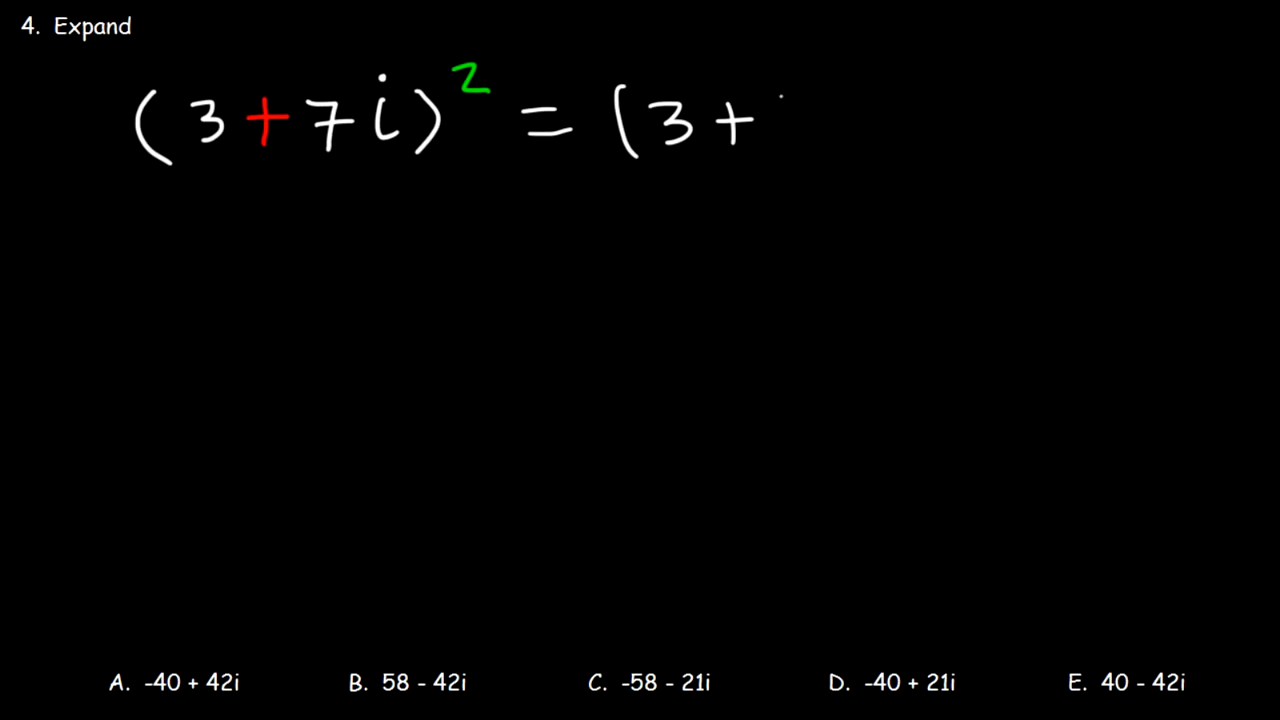 4. Expand
(3+7i)² = (3+
A. -40 + 42i B. 58 - 42i C. -58 - 21i D. -40 + 21i E. 40 - 42i